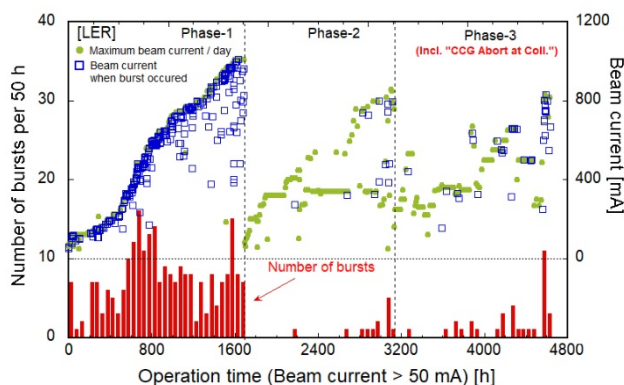 [LER]
Phase-1
Phase-2
Phase-3
(Incl. "CCG Abort at Coll.")
Maximum beam current / day
Beam current
when burst occured
Number of bursts
Number of bursts per 50 h
40
30
20
10
0
Beam current [mA]
1200
800
400
0
0
800
1600
2400
3200
4000
4800
Operation time (Beam current > 50 mA) [h]